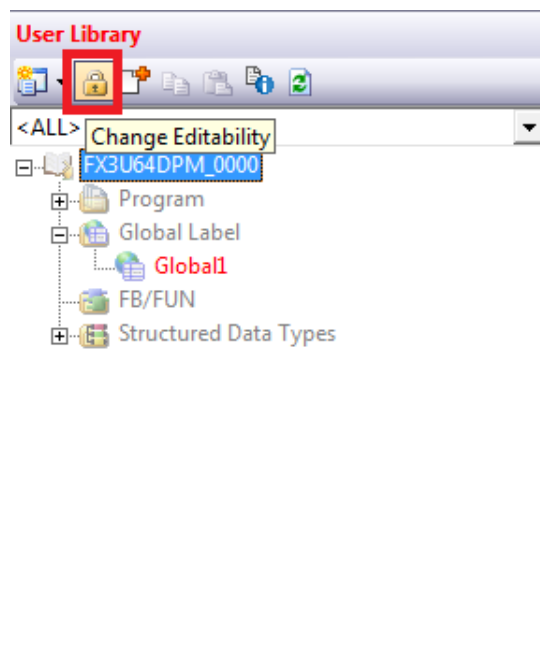 User Library
<ALL>
Change Editability
FX3U64DPM_0000
Program
Global Label
Global1
FB/FUN
Structured Data Types